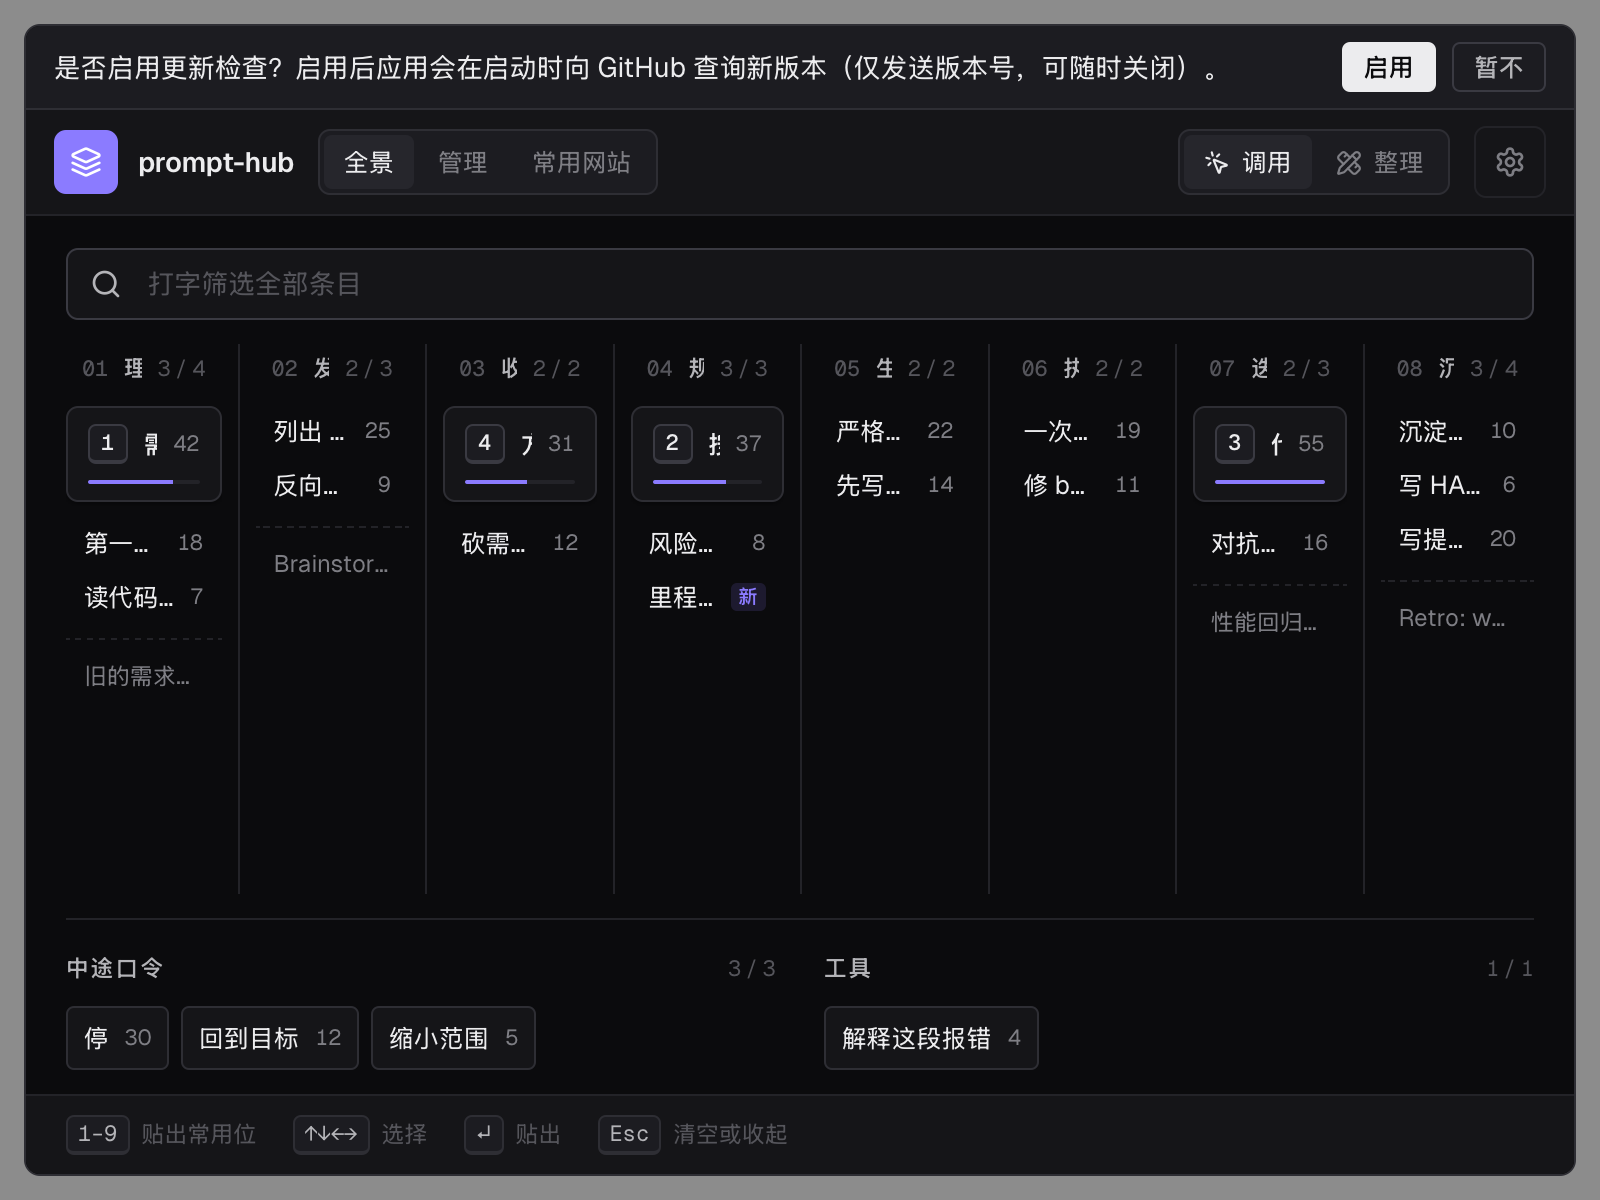 是否启用更新检查？启用后应用会在启动时向 GitHub 查询新版本（仅发送版本号，可随时关闭）。 启用 暂不
prompt-hub 全景 管理 常用网站 调用 整理
打字筛选全部条目
01 理 3 / 4
1 42
第一... 18
读代码... 7
旧的需求...
02 发 2 / 3
列出 ... 25
反向... 9
Brainstor...
03 收 2 / 2
4 31
砍需... 12
04 规 3 / 3
2 37
风险... 8
里程... 新
05 生 2 / 2
严格... 22
先写... 14
06 2 / 2
一次... 19
修 b... 11
07 2 / 3
3 55
对抗... 16
性能回归...
08 3 / 4
沉淀... 10
写 HA... 6
写提... 20
Retro: w...
中途口令 3 / 3
停 30 回到目标 12 缩小范围 5
工具 1 / 1
解释这段报错 4
1-9 贴出常用位 ↑↓←→ 选择 ↵ 贴出 Esc 清空或收起